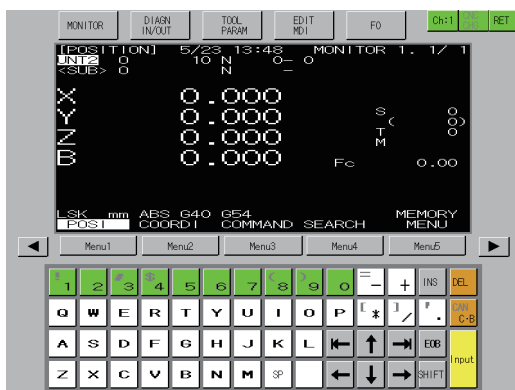 MONITOR DIAGN IN/OUT TOOL PARAM EDIT MDI F0 Ch:1 RET
[POSITION] 5/23 13:48 MONITOR 1. 1/ 1
UNT2 0 10 N 0- 0
<SUB> 0 N -
X 0.000
Y 0.000 S 0
( 0)
Z 0.000 T 0
M
B 0.000 Fc 0.00
LSK mm ABS G40 G54 MEMORY
POSI COORDI COMMAND SEARCH MENU
◀ Menu1 Menu2 Menu3 Menu4 Menu5 ▶
! 1 2 # 3 $ 4 5 6 7 ( 8 ) 9 0 = - + INS DEL
Q W E R T Y U I O P [ * ] / ' . CAN C·B
A S D F G H J K L ⇤ ↑ ⇥ EOB
Z X C V B N M SP ← ↓ → SHIFT Input